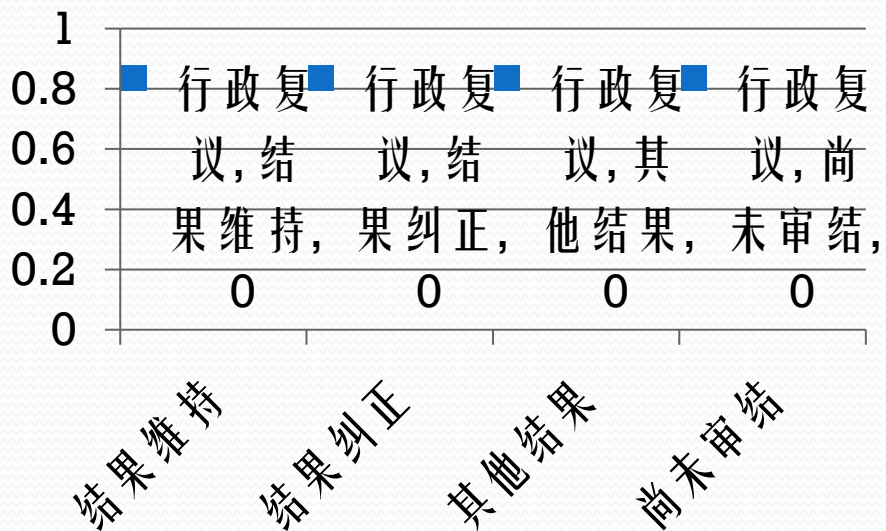 1
0.8
0.6
0.4
0.2
0
行政复
议, 结
果维持,
0
行政复
议, 结
果纠正,
0
行政复
议, 其
他结果,
0
行政复
议, 尚
未审结,
0
结果维持
结果纠正
其他结果
尚未审结